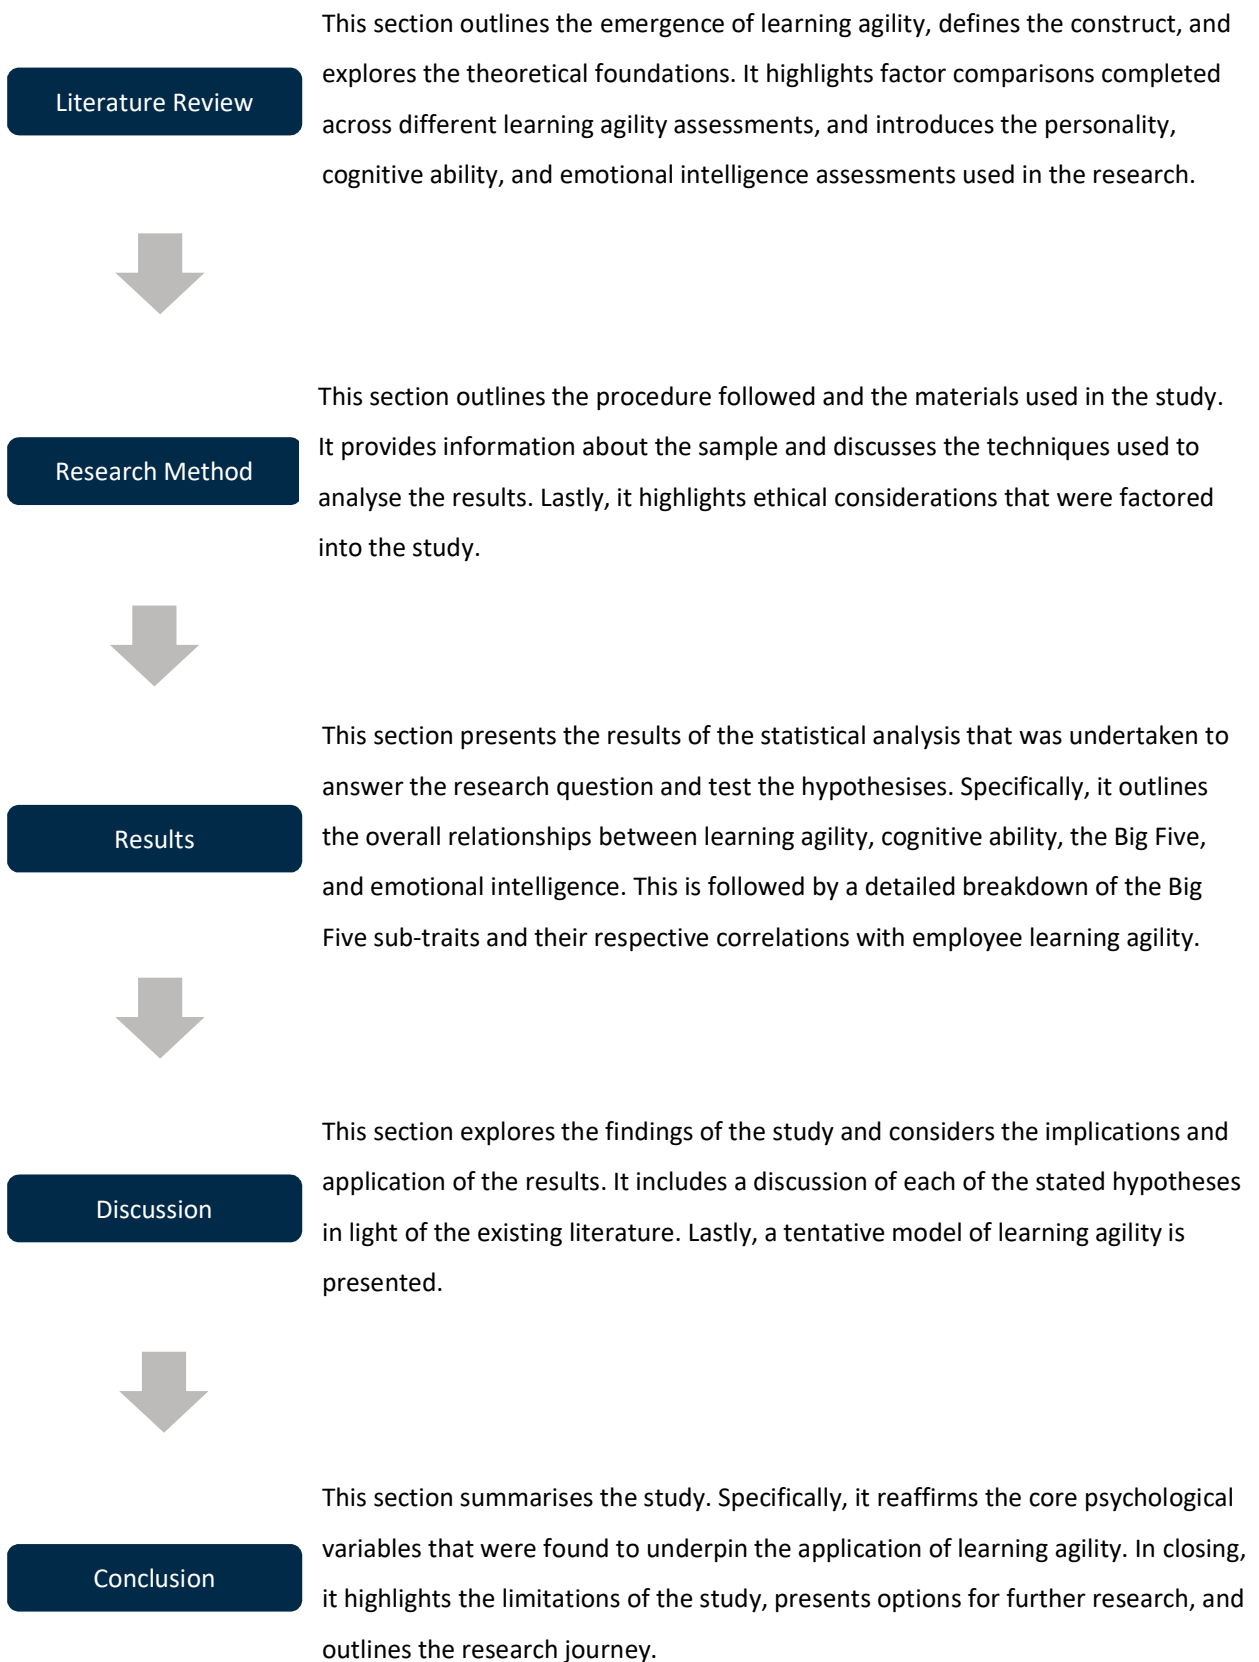 This section outlines the emergence of learning agility, defines the construct, and
explores the theoretical foundations. It highlights factor comparisons completed
Literature Review
across different learning agility assessments, and introduces the personality,
cognitive ability, and emotional intelligence assessments used in the research.
This section outlines the procedure followed and the materials used in the study.
It provides information about the sample and discusses the techniques used to
Research Method
analyse the results. Lastly, it highlights ethical considerations that were factored
into the study.
This section presents the results of the statistical analysis that was undertaken to
answer the research question and test the hypothesises. Specifically, it outlines
Results
the overall relationships between learning agility, cognitive ability, the Big Five,
and emotional intelligence. This is followed by a detailed breakdown of the Big
Five sub-traits and their respective correlations with employee learning agility.
This section explores the findings of the study and considers the implications and
application of the results. It includes a discussion of each of the stated hypotheses
Discussion
in light of the existing literature. Lastly, a tentative model of learning agility is
presented.
This section summarises the study. Specifically, it reaffirms the core psychological
variables that were found to underpin the application of learning agility. In closing,
Conclusion
it highlights the limitations of the study, presents options for further research, and
outlines the research journey.